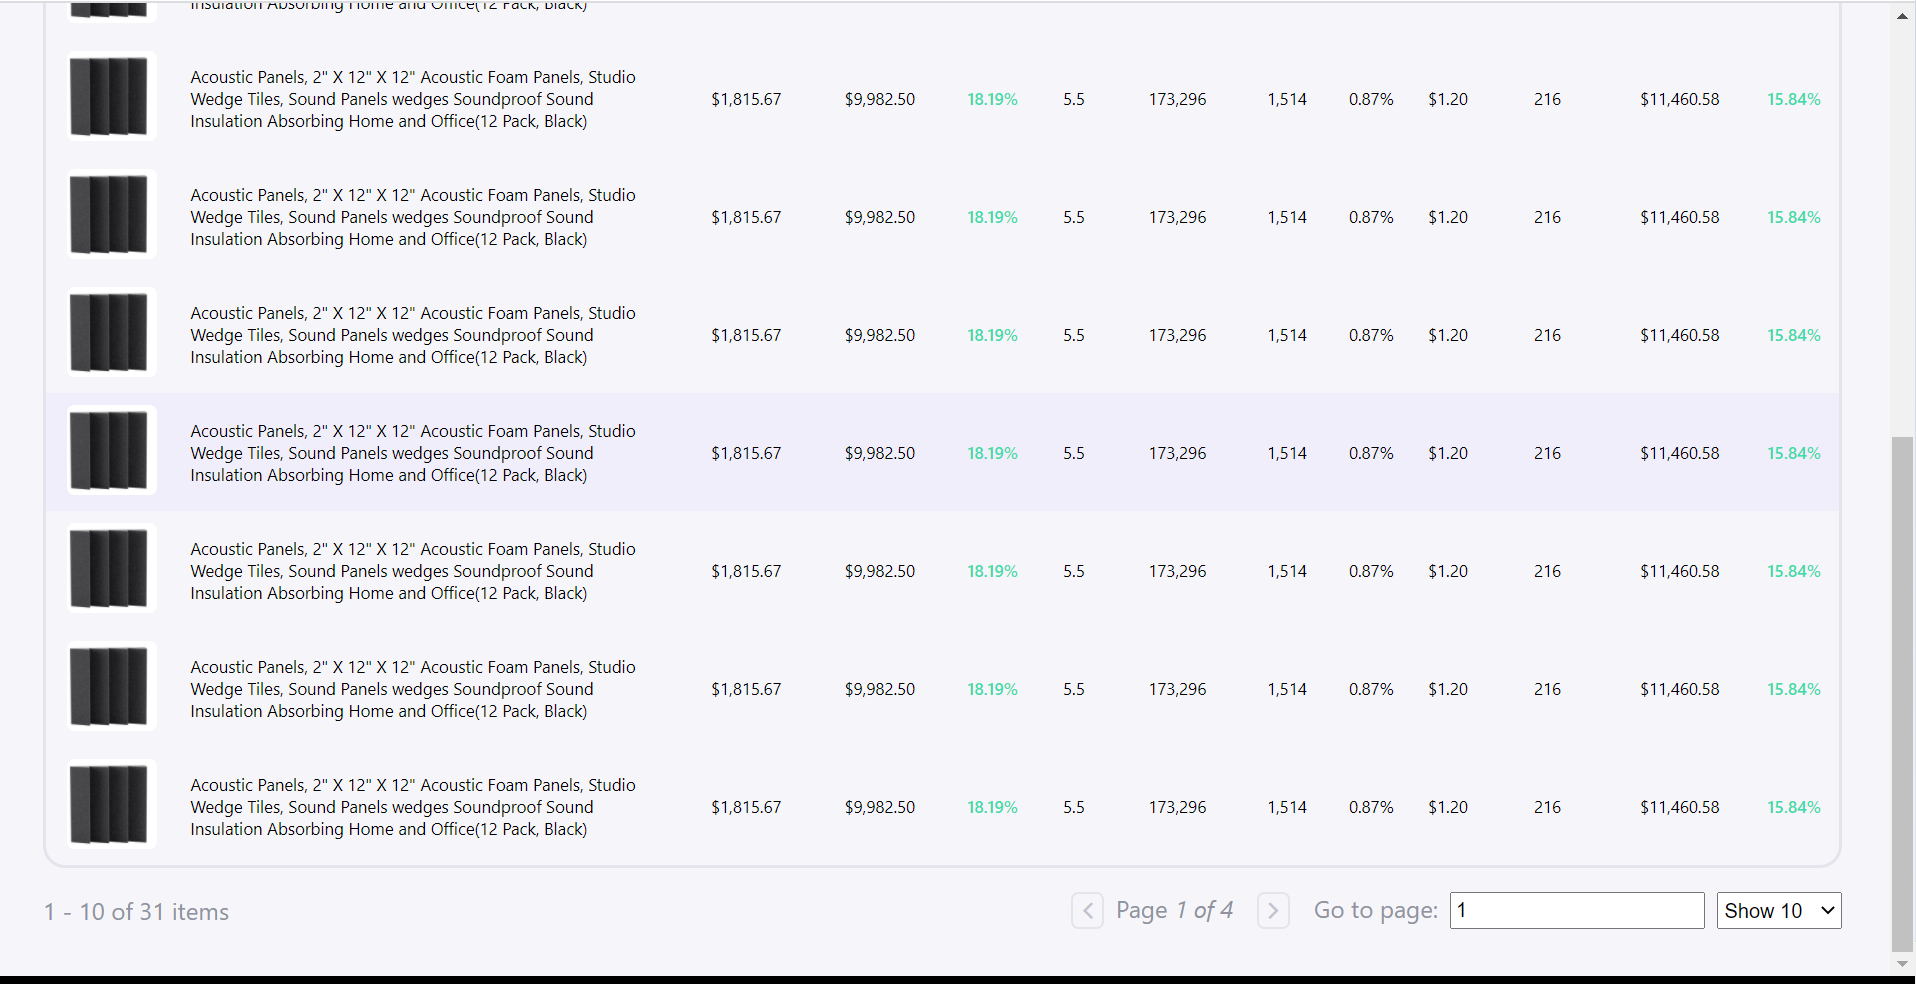 Insulation Absorbing Home and Office(12 Pack, Black)
Acoustic Panels, 2" X 12" X 12" Acoustic Foam Panels, Studio
Wedge Tiles, Sound Panels wedges Soundproof Sound
Insulation Absorbing Home and Office(12 Pack, Black)
$1,815.67 $9,982.50 18.19% 5.5 173,296 1,514 0.87% $1.20 216 $11,460.58 15.84%
Acoustic Panels, 2" X 12" X 12" Acoustic Foam Panels, Studio
Wedge Tiles, Sound Panels wedges Soundproof Sound
Insulation Absorbing Home and Office(12 Pack, Black)
$1,815.67 $9,982.50 18.19% 5.5 173,296 1,514 0.87% $1.20 216 $11,460.58 15.84%
Acoustic Panels, 2" X 12" X 12" Acoustic Foam Panels, Studio
Wedge Tiles, Sound Panels wedges Soundproof Sound
Insulation Absorbing Home and Office(12 Pack, Black)
$1,815.67 $9,982.50 18.19% 5.5 173,296 1,514 0.87% $1.20 216 $11,460.58 15.84%
Acoustic Panels, 2" X 12" X 12" Acoustic Foam Panels, Studio
Wedge Tiles, Sound Panels wedges Soundproof Sound
Insulation Absorbing Home and Office(12 Pack, Black)
$1,815.67 $9,982.50 18.19% 5.5 173,296 1,514 0.87% $1.20 216 $11,460.58 15.84%
Acoustic Panels, 2" X 12" X 12" Acoustic Foam Panels, Studio
Wedge Tiles, Sound Panels wedges Soundproof Sound
Insulation Absorbing Home and Office(12 Pack, Black)
$1,815.67 $9,982.50 18.19% 5.5 173,296 1,514 0.87% $1.20 216 $11,460.58 15.84%
Acoustic Panels, 2" X 12" X 12" Acoustic Foam Panels, Studio
Wedge Tiles, Sound Panels wedges Soundproof Sound
Insulation Absorbing Home and Office(12 Pack, Black)
$1,815.67 $9,982.50 18.19% 5.5 173,296 1,514 0.87% $1.20 216 $11,460.58 15.84%
Acoustic Panels, 2" X 12" X 12" Acoustic Foam Panels, Studio
Wedge Tiles, Sound Panels wedges Soundproof Sound
Insulation Absorbing Home and Office(12 Pack, Black)
$1,815.67 $9,982.50 18.19% 5.5 173,296 1,514 0.87% $1.20 216 $11,460.58 15.84%
1 - 10 of 31 items
Page 1 of 4
Go to page: 1
Show 10